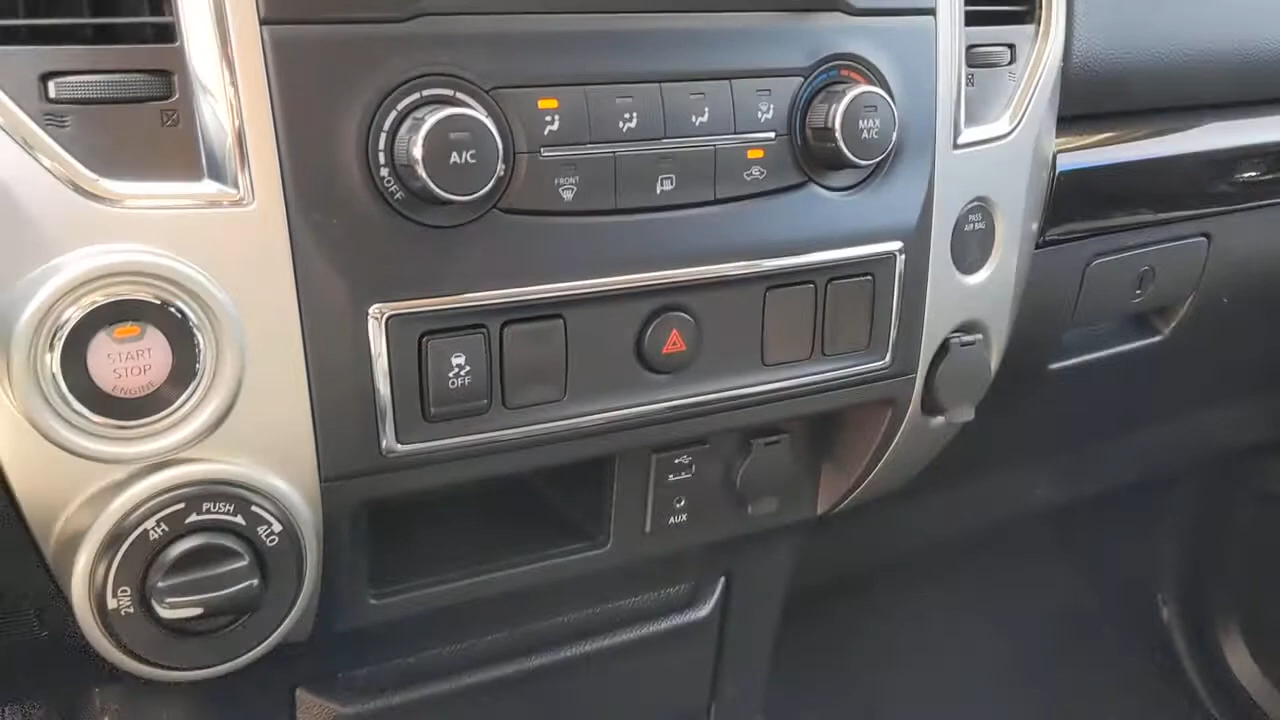 A/C
OFF
FRONT
MAX
A/C
PASS
AIR BAG
START
STOP
ENGINE
OFF
AUX
PUSH
4H
4LO
2WD